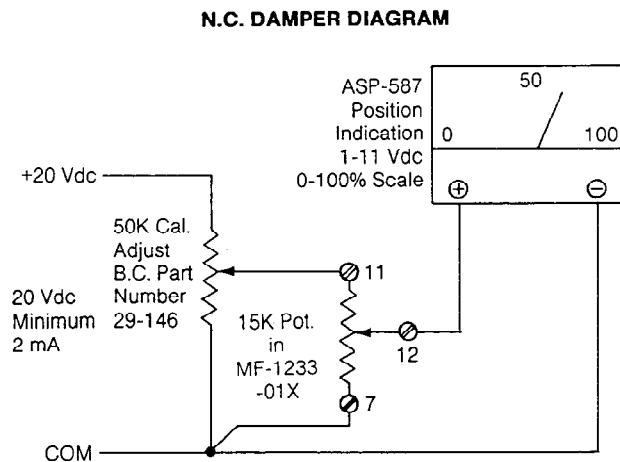 N.C. DAMPER DIAGRAM
ASP-587
Position
Indication
1-11 Vdc
0-100% Scale
50
0
100
+
−
+20 Vdc
50K Cal.
Adjust
B.C. Part
Number
29-146
20 Vdc
Minimum
2 mA
11
15K Pot.
in
MF-1233
-01X
12
7
COM